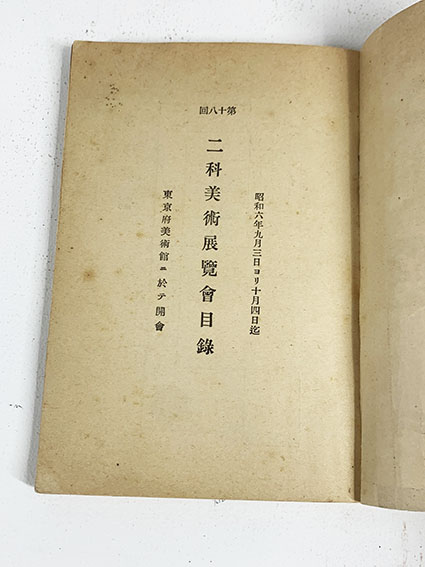 回八十第
昭和六年九月三日ヨリ十月四日迄
二科美術展覽會目錄
東京府美術館ニ於テ開會